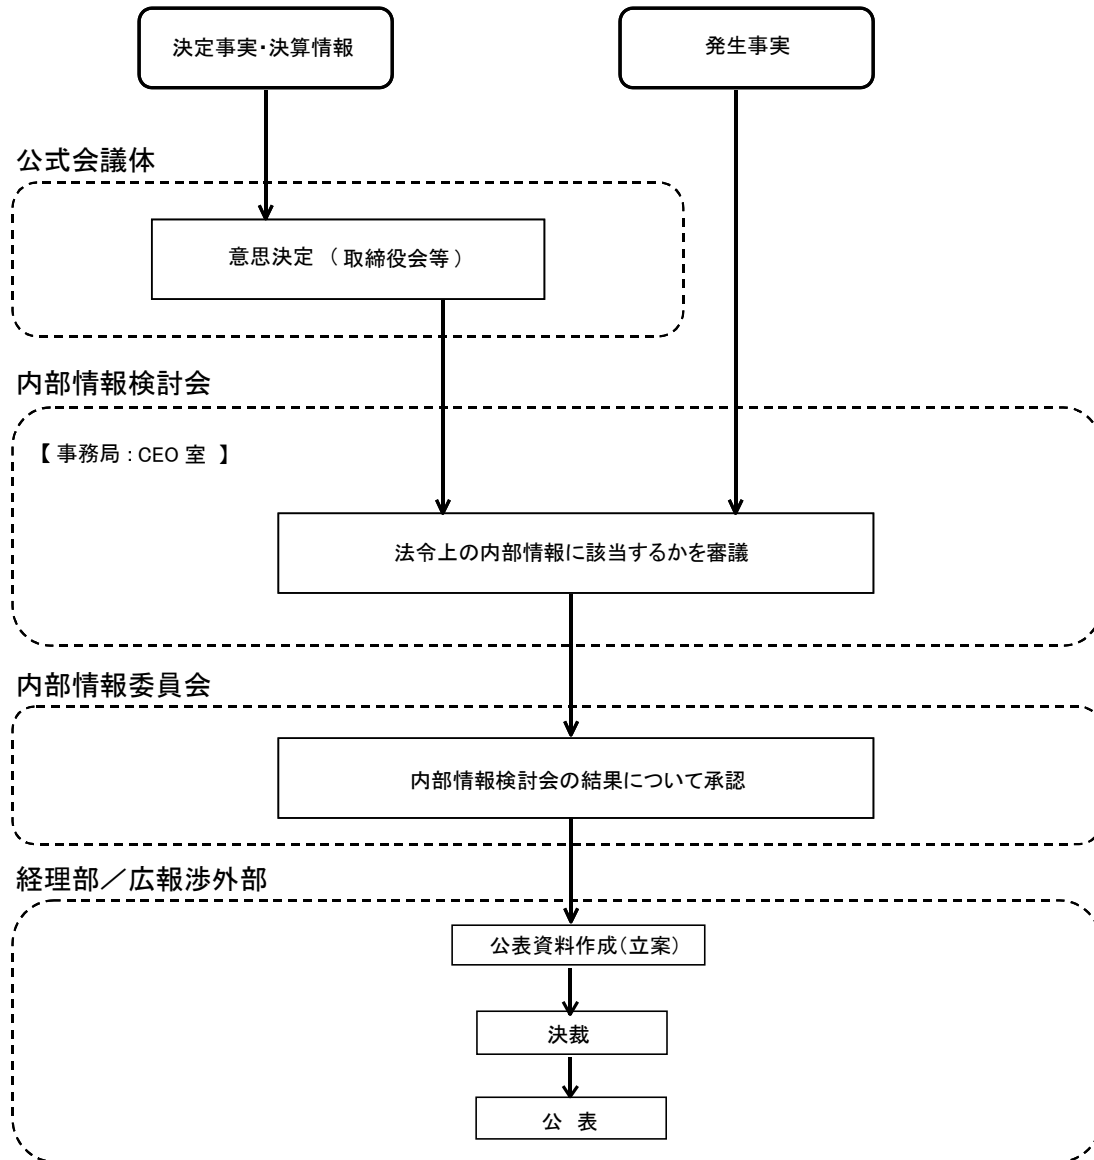 決定事実・決算情報
発生事実
公式会議体
意思決定（取締役会等）
内部情報検討会
【事務局：CEO 室 】
法令上の内部情報に該当するかを審議
内部情報委員会
内部情報検討会の結果について承認
経理部／広報渉外部
公表資料作成(立案)
決裁
公 表